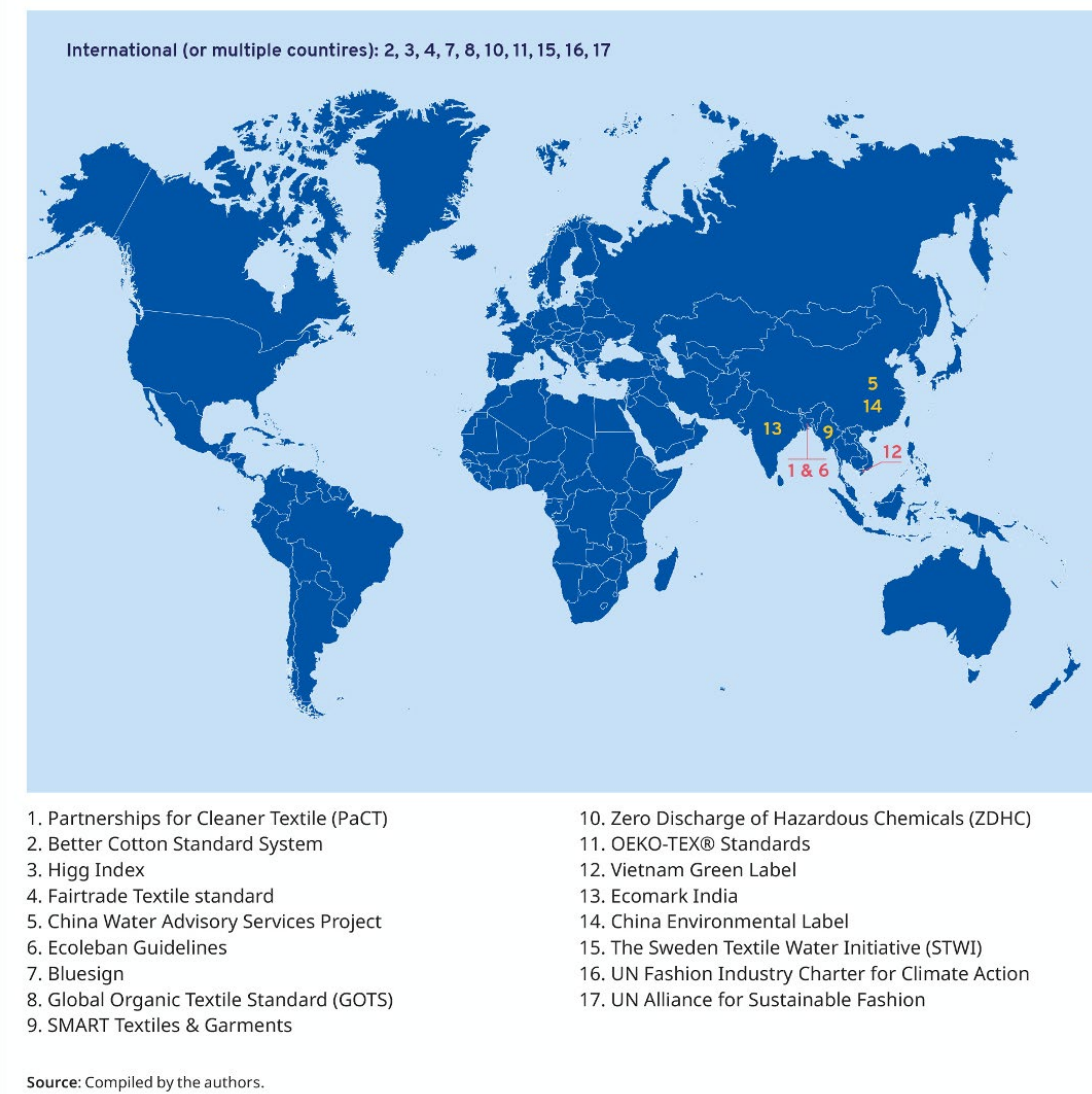 International (or multiple countires): 2, 3, 4, 7, 8, 10, 11, 15, 16, 17
5
14
13
9
12
1 & 6
1. Partnerships for Cleaner Textile (PaCT)
2. Better Cotton Standard System
3. Higg Index
4. Fairtrade Textile standard
5. China Water Advisory Services Project
6. Ecoleban Guidelines
7. Bluesign
8. Global Organic Textile Standard (GOTS)
9. SMART Textiles & Garments
10. Zero Discharge of Hazardous Chemicals (ZDHC)
11. OEKO-TEX® Standards
12. Vietnam Green Label
13. Ecomark India
14. China Environmental Label
15. The Sweden Textile Water Initiative (STWI)
16. UN Fashion Industry Charter for Climate Action
17. UN Alliance for Sustainable Fashion
Source: Compiled by the authors.